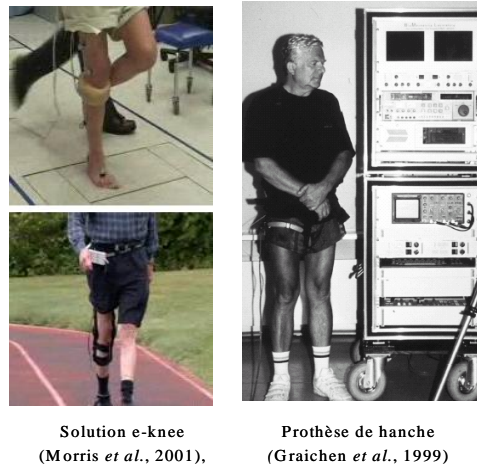 Solution e-knee
(Morris et al., 2001),
Prothèse de hanche
(Graichen et al., 1999)